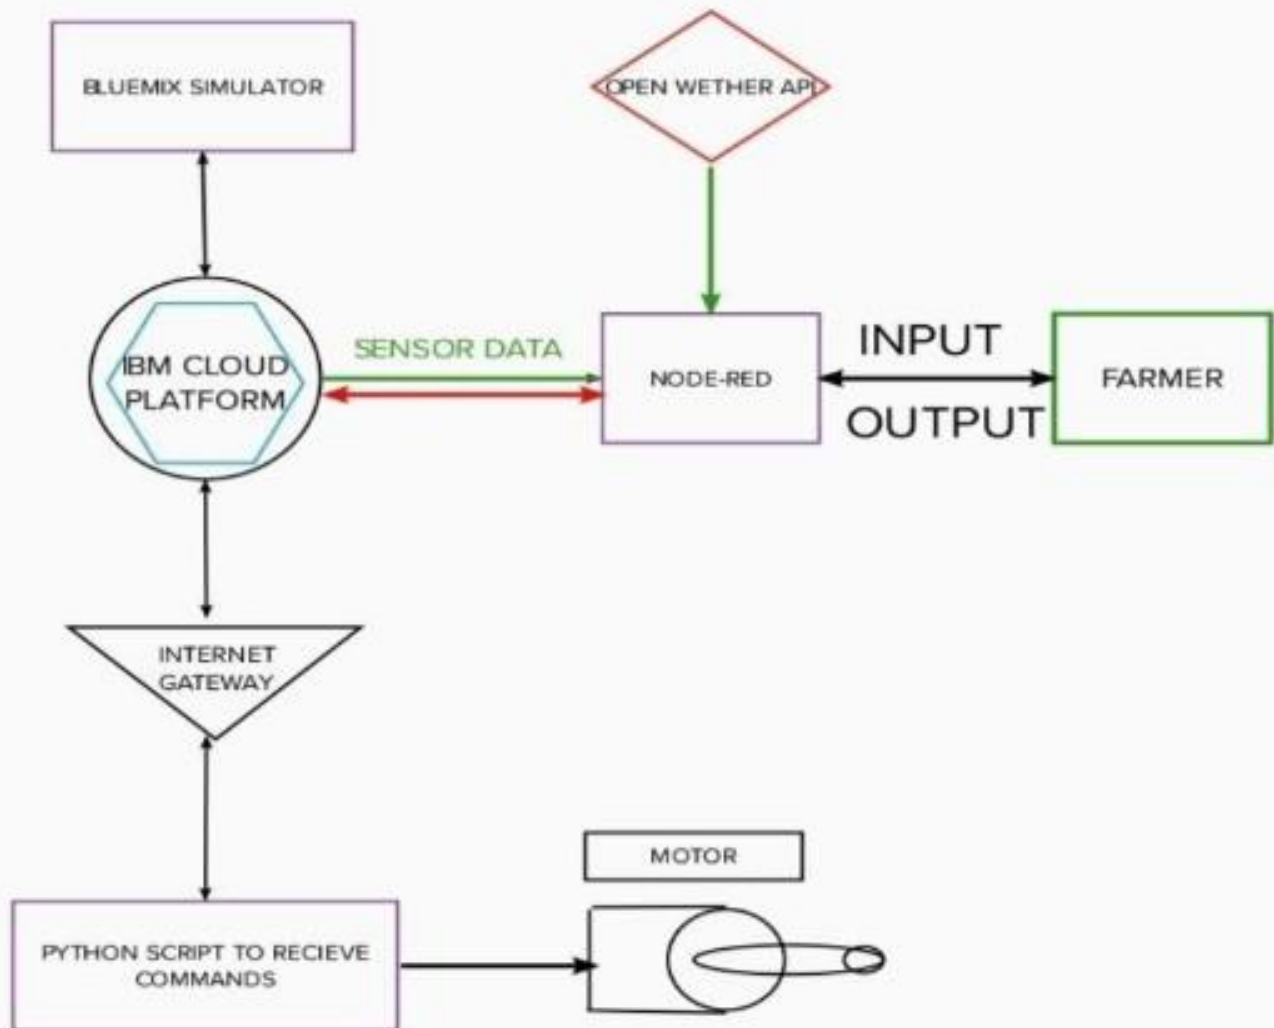 BLUEMIX SIMULATOR
OPEN WETHER API
IBM CLOUD
PLATFORM
SENSOR DATA
NODE-RED
INPUT
OUTPUT
FARMER
INTERNET
GATEWAY
MOTOR
PYTHON SCRIPT TO RECIEVE
COMMANDS